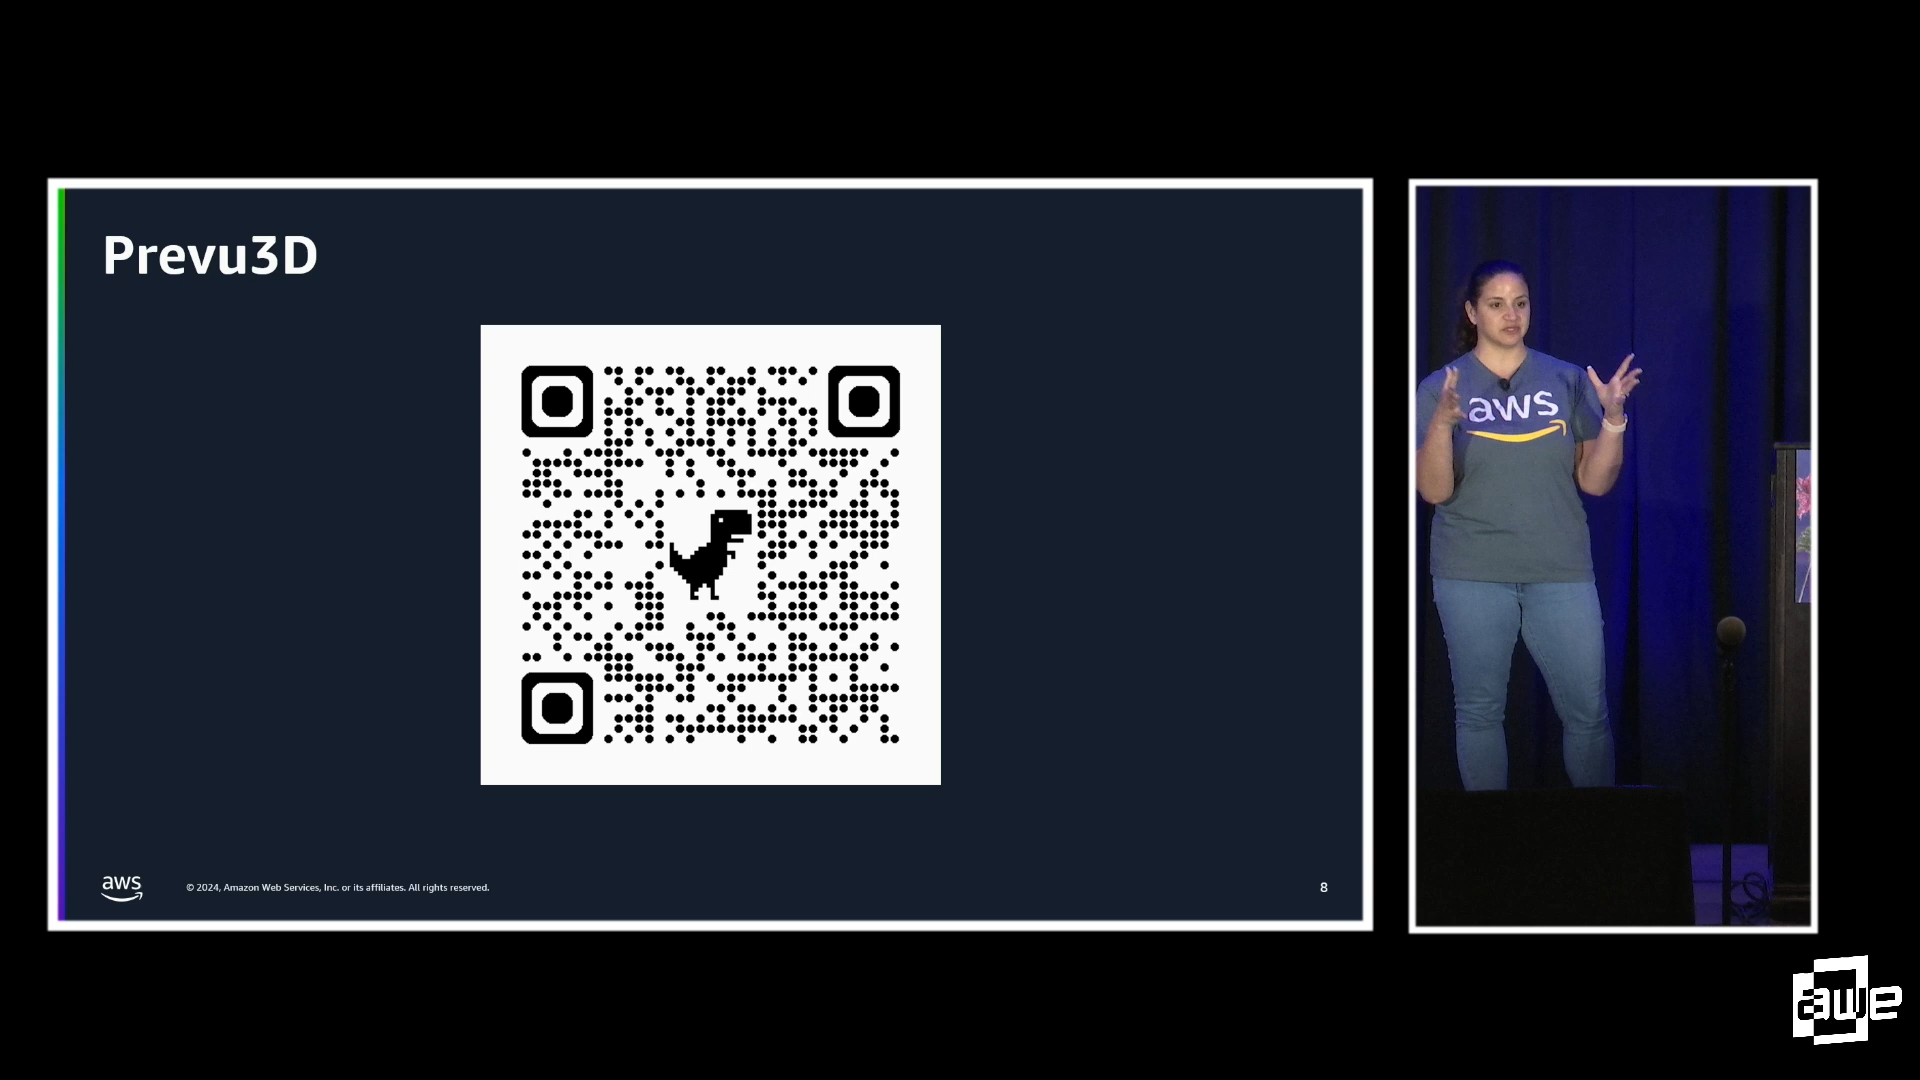 Prevu3D
aws
© 2024, Amazon Web Services, Inc. or its affiliates. All rights reserved.
8
aws
awe